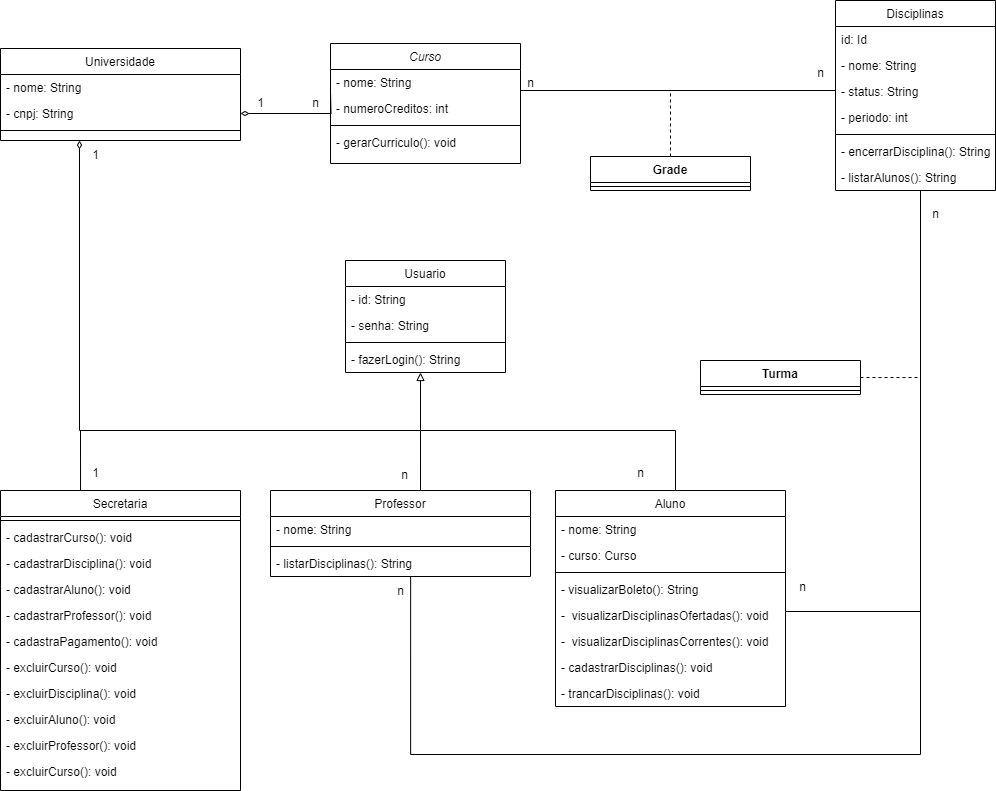 Disciplinas
id: Id
- nome: String
- status: String
- periodo: int
- encerrarDisciplina(): String
- listarAlunos(): String
n
n
Universidade
- nome: String
- cnpj: String
1
n
1
Curso
- nome: String
- numeroCreditos: int
- gerarCurriculo(): void
n
Grade
Usuario
- id: String
- senha: String
- fazerLogin(): String
Turma
1
n
n
Secretaria
- cadastrarCurso(): void
- cadastrarDisciplina(): void
- cadastrarAluno(): void
- cadastrarProfessor(): void
- cadastraPagamento(): void
- excluirCurso(): void
- excluirDisciplina(): void
- excluirAluno(): void
- excluirProfessor(): void
- excluirCurso(): void
Professor
- nome: String
- listarDisciplinas(): String
n
Aluno
- nome: String
- curso: Curso
- visualizarBoleto(): String
- visualizarDisciplinasOfertadas(): void
- visualizarDisciplinasCorrentes(): void
- cadastrarDisciplinas(): void
- trancarDisciplinas(): void
n